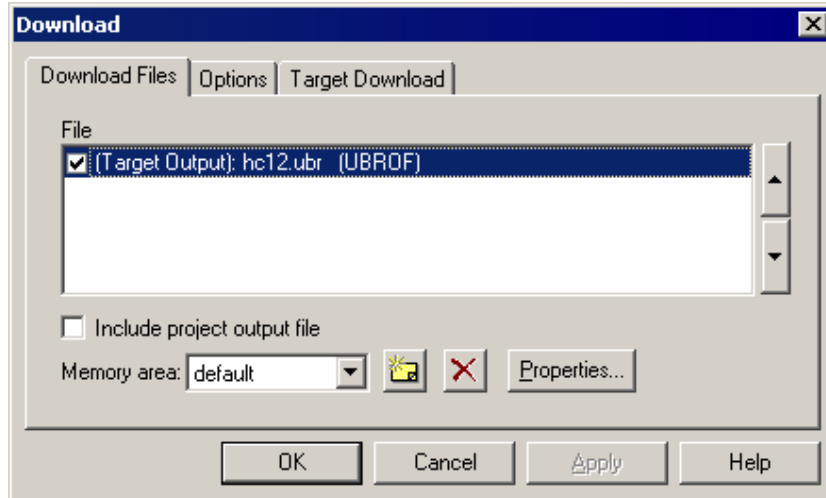 Download
Download Files Options Target Download
File
(Target Output): hc12.ubr (UBROF)
Include project output file
Memory area: default Properties...
OK Cancel Apply Help